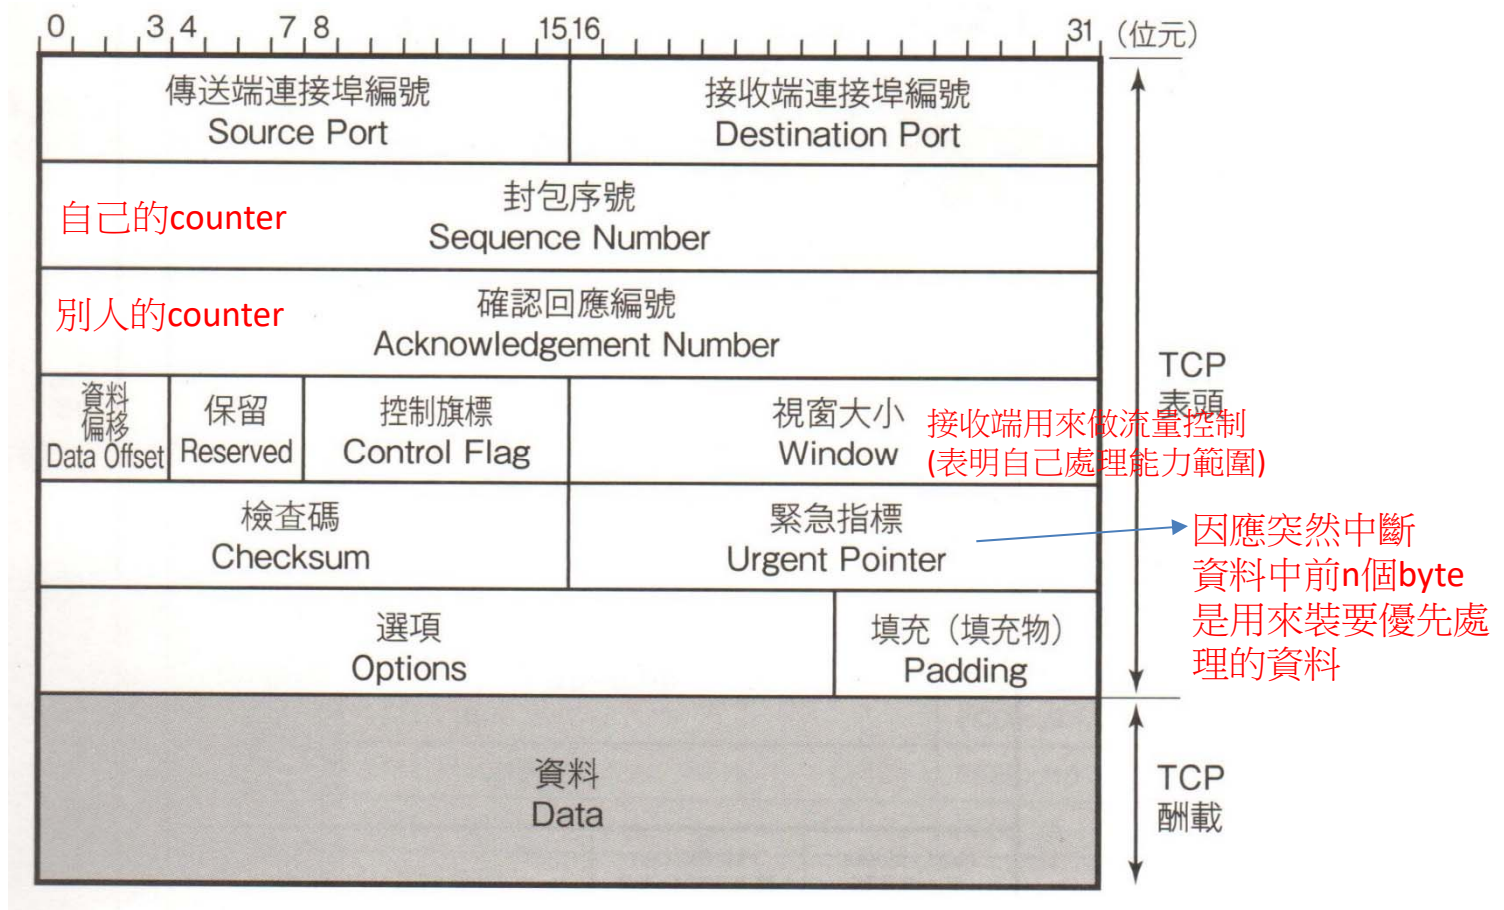 0 3 4 7 8 15 16 31 (位元)
傳送端連接埠編號
Source Port
接收端連接埠編號
Destination Port
自己的counter
封包序號
Sequence Number
別人的counter
確認回應編號
Acknowledgement Number
資料
偏移
Data Offset
保留
Reserved
控制旗標
Control Flag
視窗大小
Window
接收端用來做流量控制
(表明自己處理能力範圍)
TCP
表頭
檢查碼
Checksum
緊急指標
Urgent Pointer
因應突然中斷
資料中前n個byte
是用來裝要優先處
理的資料
選項
Options
填充（填充物）
Padding
資料
Data
TCP
酬載